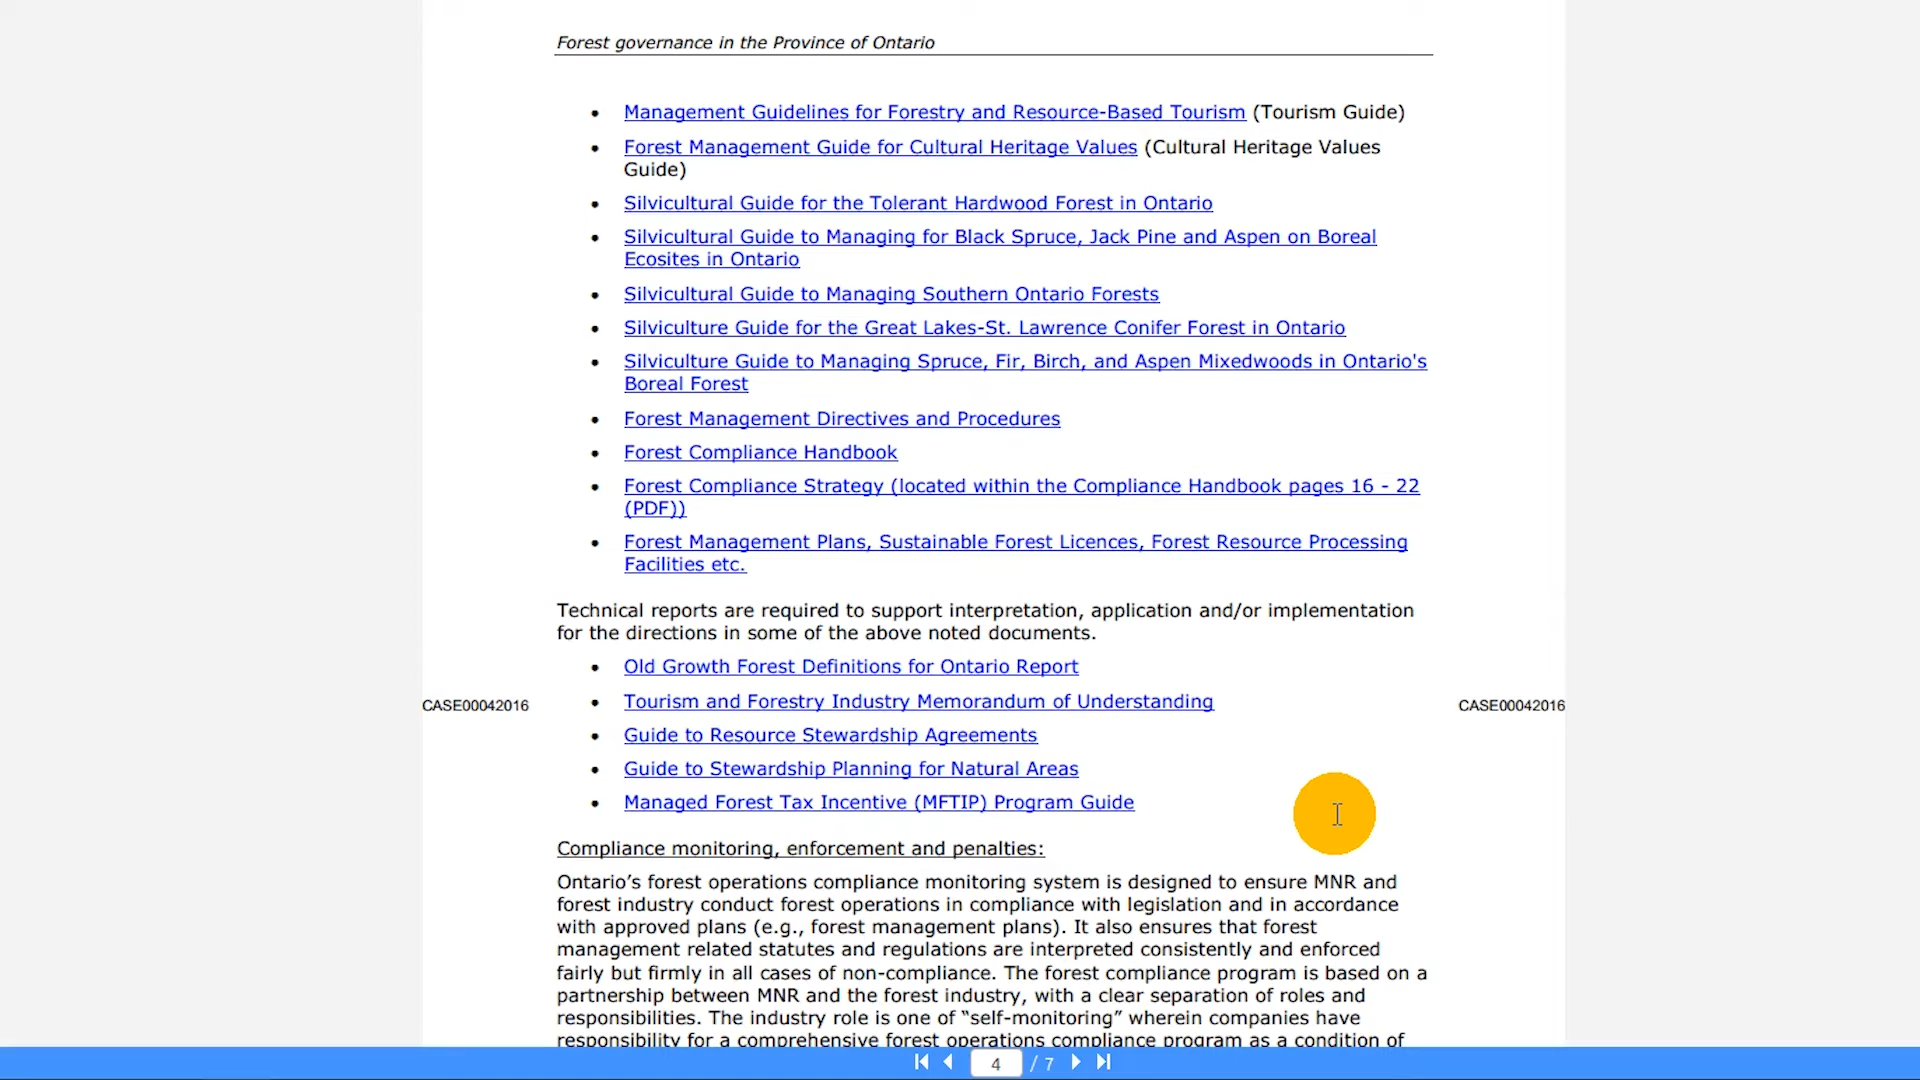 Forest governance in the Province of Ontario
• Management Guidelines for Forestry and Resource-Based Tourism (Tourism Guide)
• Forest Management Guide for Cultural Heritage Values (Cultural Heritage Values
Guide)
• Silvicultural Guide for the Tolerant Hardwood Forest in Ontario
• Silvicultural Guide to Managing for Black Spruce, Jack Pine and Aspen on Boreal
Ecosites in Ontario
• Silvicultural Guide to Managing Southern Ontario Forests
• Silviculture Guide for the Great Lakes-St. Lawrence Conifer Forest in Ontario
• Silviculture Guide to Managing Spruce, Fir, Birch, and Aspen Mixedwoods in Ontario's
Boreal Forest
• Forest Management Directives and Procedures
• Forest Compliance Handbook
• Forest Compliance Strategy (located within the Compliance Handbook pages 16 - 22
(PDF))
• Forest Management Plans, Sustainable Forest Licences, Forest Resource Processing
Facilities etc.
Technical reports are required to support interpretation, application and/or implementation
for the directions in some of the above noted documents.
• Old Growth Forest Definitions for Ontario Report
CASE00042016
• Tourism and Forestry Industry Memorandum of Understanding
CASE00042016
• Guide to Resource Stewardship Agreements
• Guide to Stewardship Planning for Natural Areas
• Managed Forest Tax Incentive (MFTIP) Program Guide
Compliance monitoring, enforcement and penalties:
Ontario’s forest operations compliance monitoring system is designed to ensure MNR and
forest industry conduct forest operations in compliance with legislation and in accordance
with approved plans (e.g., forest management plans). It also ensures that forest
management related statutes and regulations are interpreted consistently and enforced
fairly but firmly in all cases of non-compliance. The forest compliance program is based on a
partnership between MNR and the forest industry, with a clear separation of roles and
responsibilities. The industry role is one of “self-monitoring” wherein companies have
responsibility for a comprehensive forest operations compliance program as a condition of
4 / 7